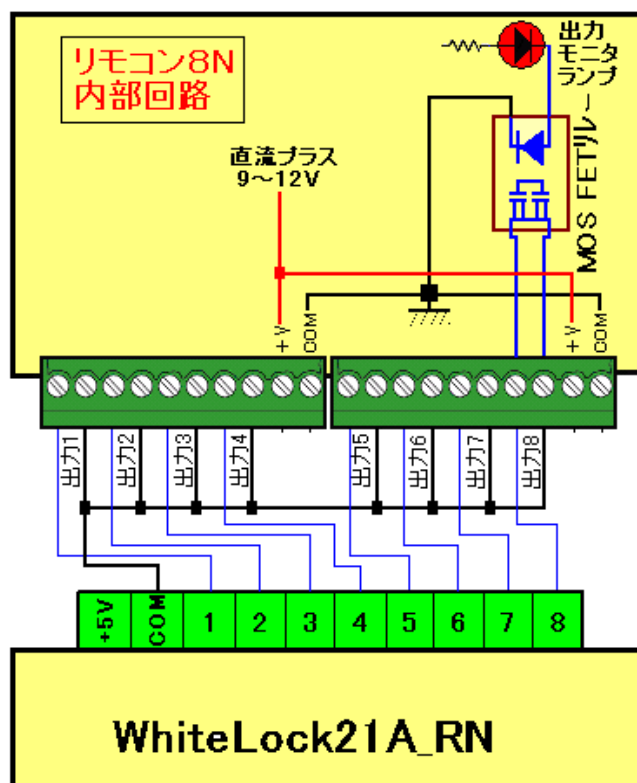 リモコン8N
内部回路
出力
モニタ
ランプ
直流プラス
9～12V
MOS FETリレー
+V
COM
+V
COM
出力1
出力2
出力3
出力4
出力5
出力6
出力7
出力8
+5V
COM
1
2
3
4
5
6
7
8
WhiteLock21A_RN